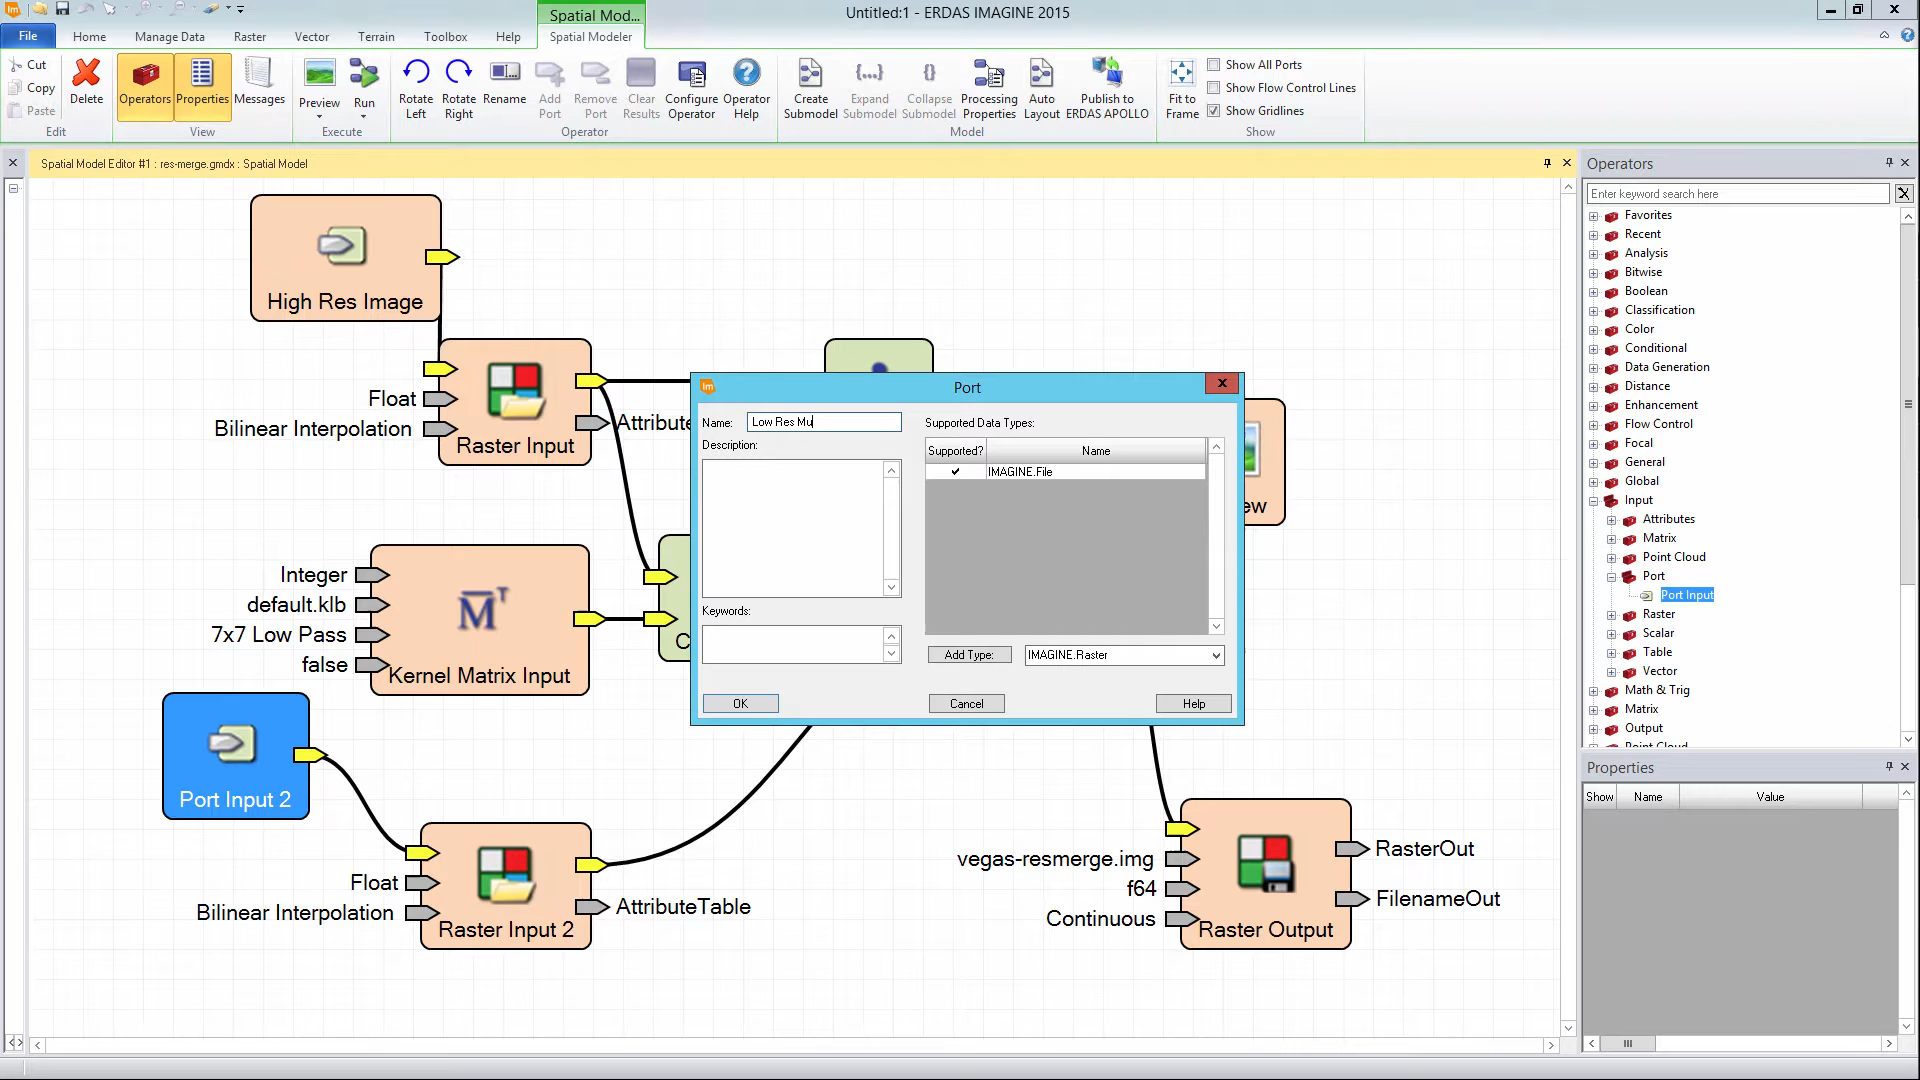 Spatial Mod...
Untitled:1 - ERDAS IMAGINE 2015
File
Home
Manage Data
Raster
Vector
Terrain
Toolbox
Help
Spatial Modeler
Cut
Copy
Paste
Edit
Delete
Operators
Properties
Messages
View
Preview
Run
Execute
Rotate Left
Rotate Right
Rename
Add Port
Remove Port
Clear Results
Configure Operator
Operator Help
Operator
Create Submodel
Expand Submodel
Collapse Submodel
Processing Properties
Auto Layout
Publish to ERDAS APOLLO
Model
Fit to Frame
Show All Ports
Show Flow Control Lines
Show Gridlines
Show
Spatial Model Editor #1 : res-merge.gmdx : Spatial Model
High Res Image
Float
Bilinear Interpolation
Raster Input
Attribute
Integer
default.klb
7x7 Low Pass
false
Kernel Matrix Input
C
ew
Port Input 2
Float
Bilinear Interpolation
Raster Input 2
AttributeTable
vegas-resmerge.img
f64
Continuous
Raster Output
RasterOut
FilenameOut
Port
Name:
Low Res Mu
Description:
Keywords:
Supported Data Types:
Supported?
Name
IMAGINE.File
Add Type:
IMAGINE.Raster
OK
Cancel
Help
Operators
Enter keyword search here
Favorites
Recent
Analysis
Bitwise
Boolean
Classification
Color
Conditional
Data Generation
Distance
Enhancement
Flow Control
Focal
General
Global
Input
Attributes
Matrix
Point Cloud
Port
Port Input
Raster
Scalar
Table
Vector
Math & Trig
Matrix
Output
Point Cloud
Properties
Show
Name
Value